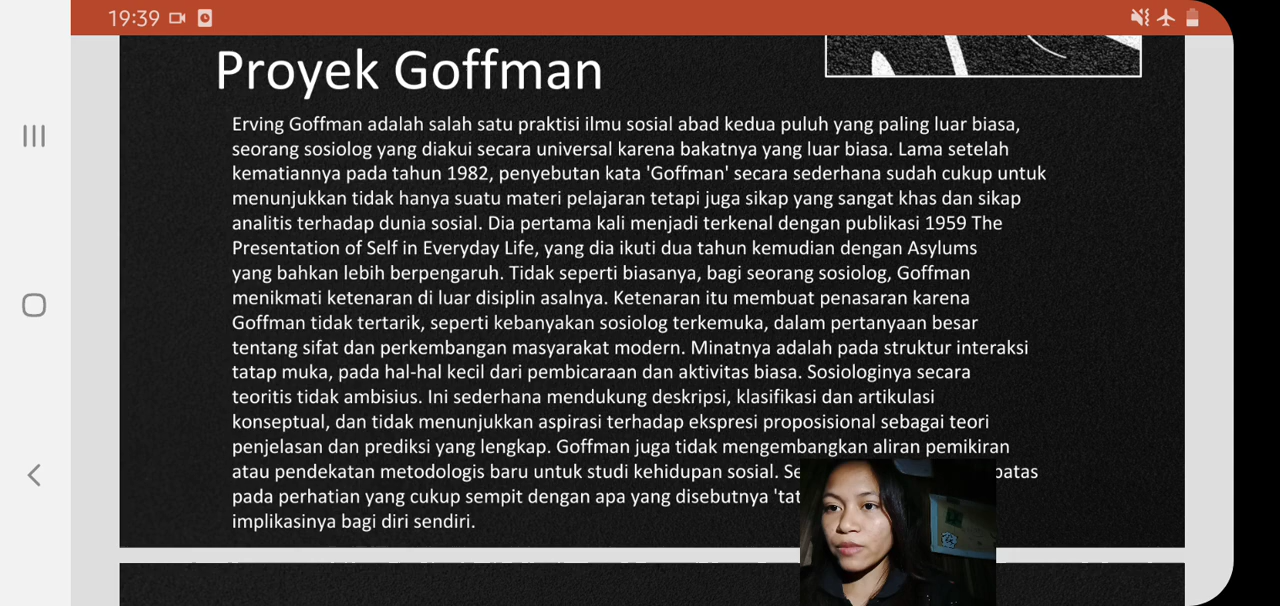 19:39
Proyek Goffman
Erving Goffman adalah salah satu praktisi ilmu sosial abad kedua puluh yang paling luar biasa,
seorang sosiolog yang diakui secara universal karena bakatnya yang luar biasa. Lama setelah
kematiannya pada tahun 1982, penyebutan kata 'Goffman' secara sederhana sudah cukup untuk
menunjukkan tidak hanya suatu materi pelajaran tetapi juga sikap yang sangat khas dan sikap
analitis terhadap dunia sosial. Dia pertama kali menjadi terkenal dengan publikasi 1959 The
Presentation of Self in Everyday Life, yang dia ikuti dua tahun kemudian dengan Asylums
yang bahkan lebih berpengaruh. Tidak seperti biasanya, bagi seorang sosiolog, Goffman
menikmati ketenaran di luar disiplin asalnya. Ketenaran itu membuat penasaran karena
Goffman tidak tertarik, seperti kebanyakan sosiolog terkemuka, dalam pertanyaan besar
tentang sifat dan perkembangan masyarakat modern. Minatnya adalah pada struktur interaksi
tatap muka, pada hal-hal kecil dari pembicaraan dan aktivitas biasa. Sosiologinya secara
teoritis tidak ambisius. Ini sederhana mendukung deskripsi, klasifikasi dan artikulasi
konseptual, dan tidak menunjukkan aspirasi terhadap ekspresi proposisional sebagai teori
penjelasan dan prediksi yang lengkap. Goffman juga tidak mengembangkan aliran pemikiran
atau pendekatan metodologis baru untuk studi kehidupan sosial.
pada perhatian yang cukup sempit dengan apa yang disebutnya
implikasinya bagi diri sendiri.